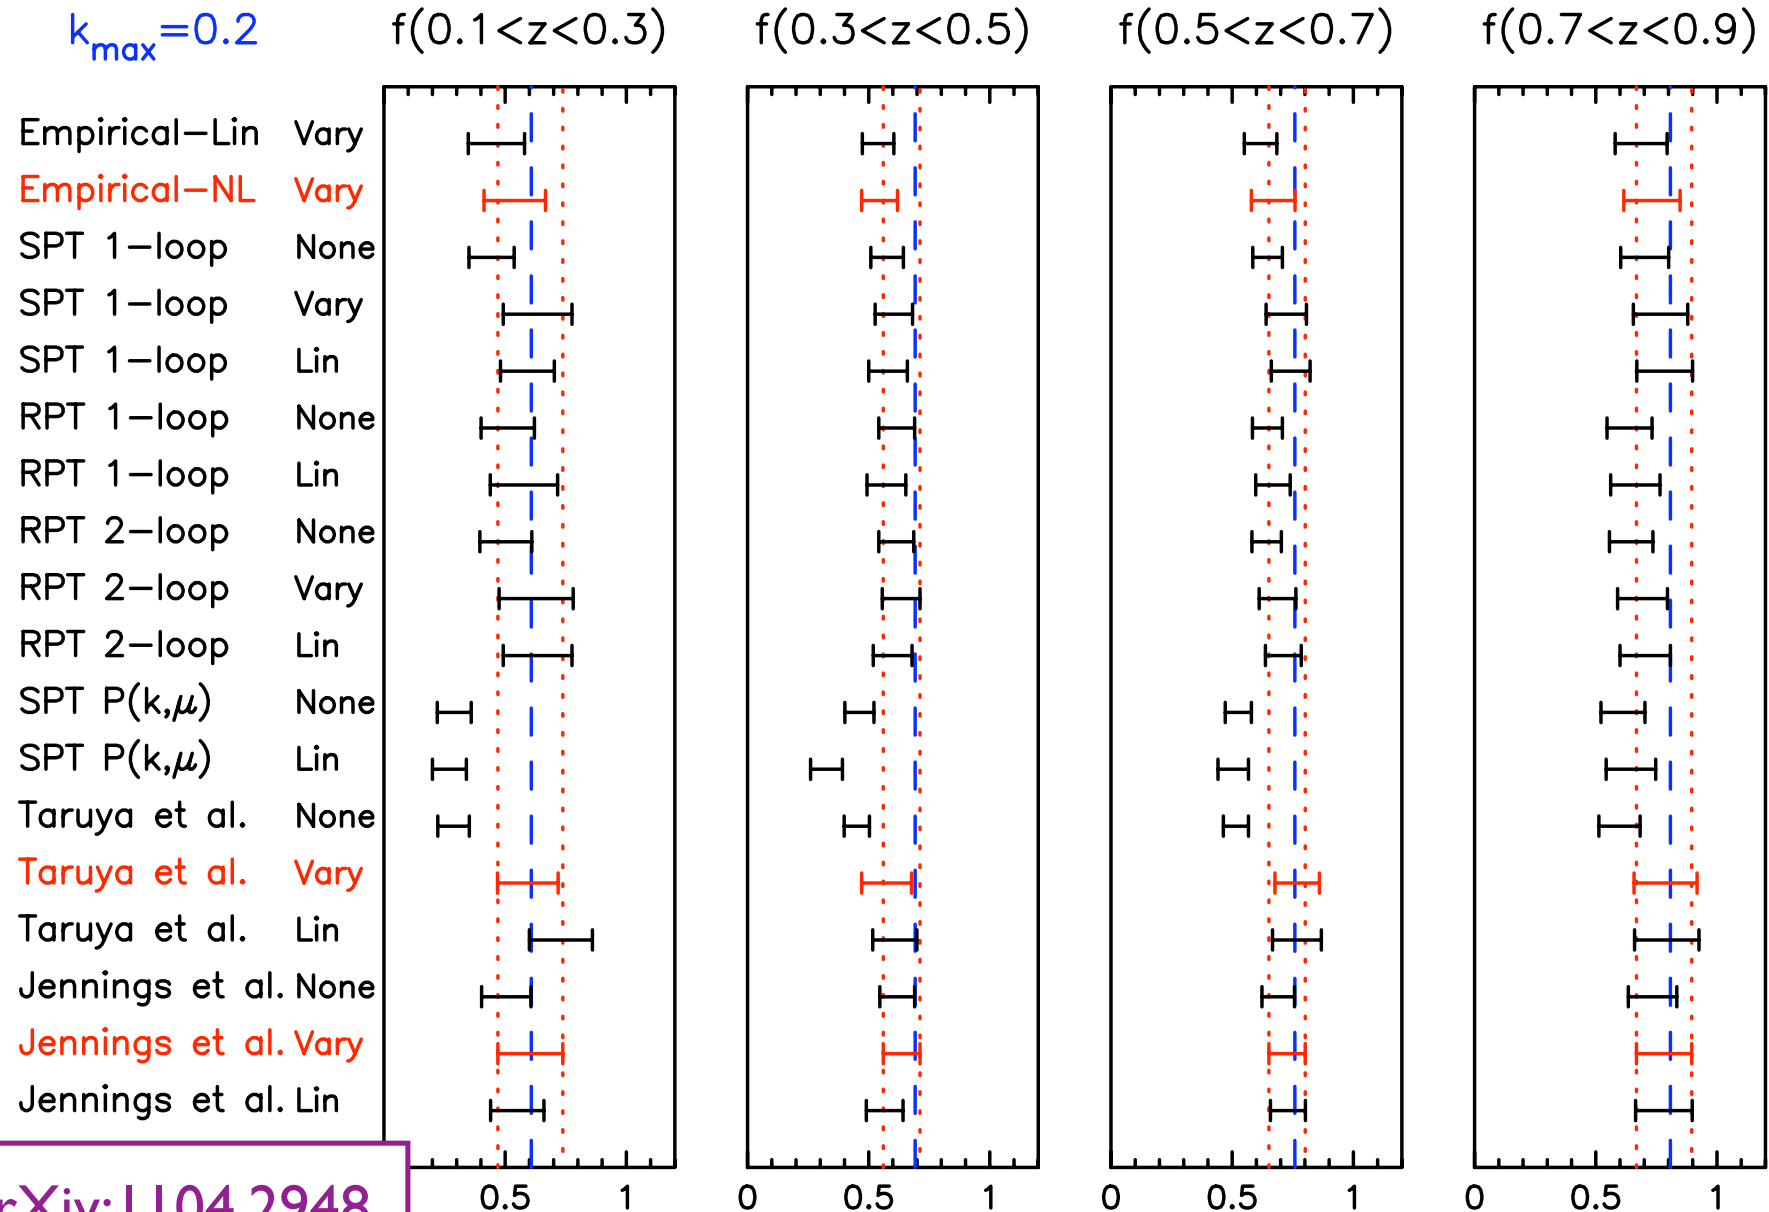 kmax=0.2 f(0.1<z<0.3) f(0.3<z<0.5) f(0.5<z<0.7) f(0.7<z<0.9)
Empirical-Lin Vary
Empirical-NL Vary
SPT 1-loop None
SPT 1-loop Vary
SPT 1-loop Lin
RPT 1-loop None
RPT 1-loop Lin
RPT 2-loop None
RPT 2-loop Vary
RPT 2-loop Lin
SPT P(k,μ) None
SPT P(k,μ) Lin
Taruya et al. None
Taruya et al. Vary
Taruya et al. Lin
Jennings et al. None
Jennings et al. Vary
Jennings et al. Lin
rXiv:1104.2948 0.5 1 0 0.5 1 0 0.5 1 0 0.5 1